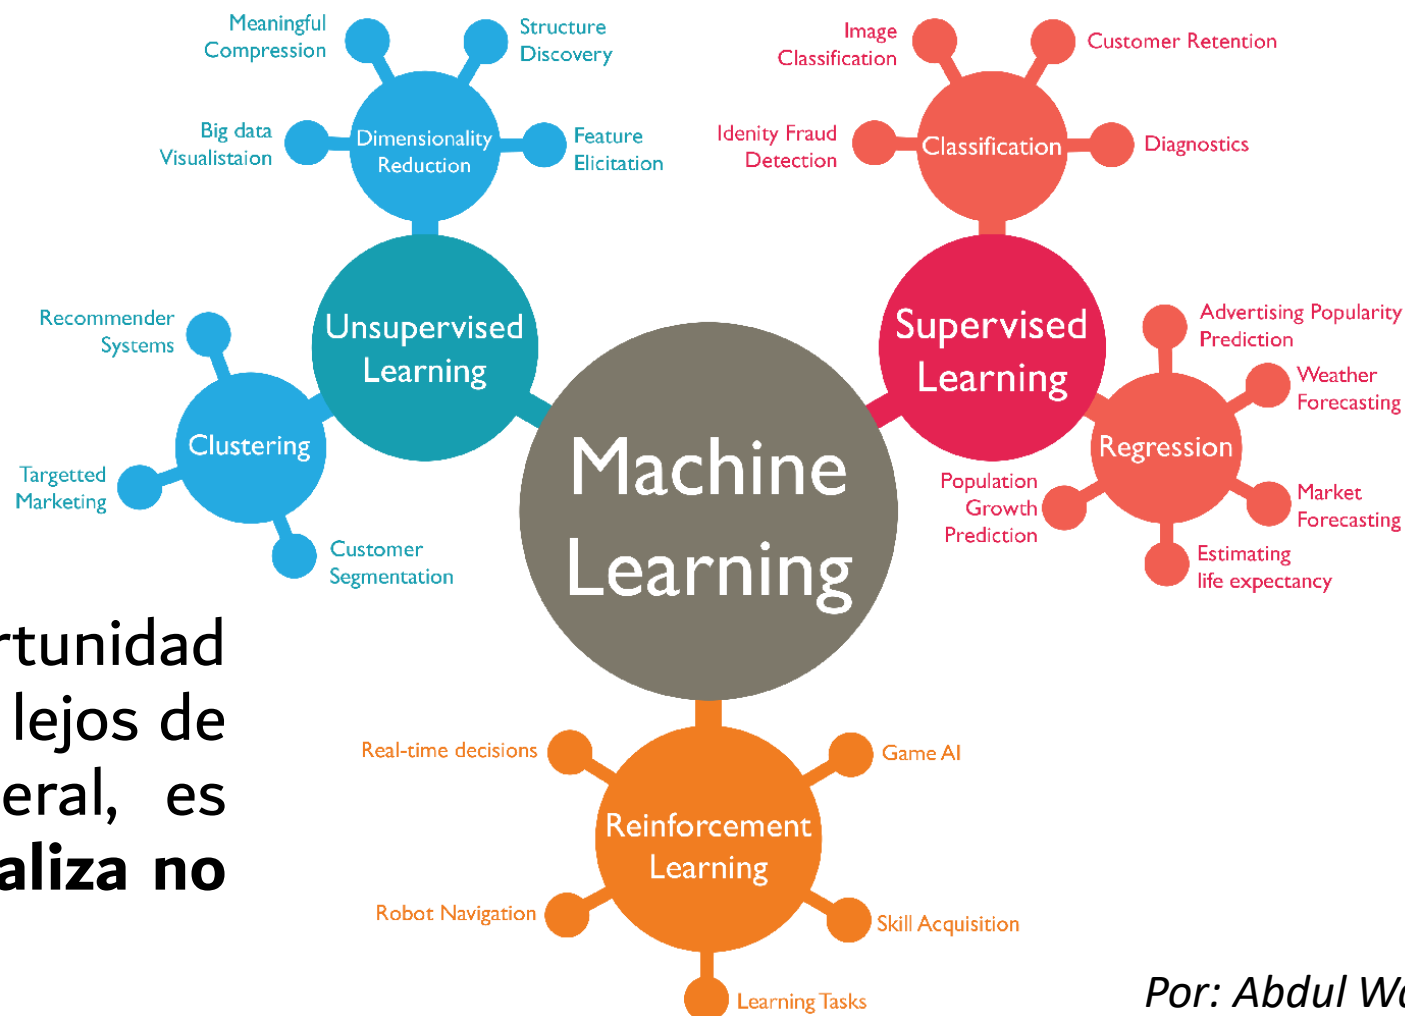 Meaningful
Compression
Structure
Discovery
Big data
Visualistaion
Dimensionality
Reduction
Feature
Elicitation
Image
Classification
Customer Retention
Idenity Fraud
Detection
Classification
Diagnostics
Recommender
Systems
Unsupervised
Learning
Clustering
Targetted
Marketing
Customer
Segmentation
Supervised
Learning
Advertising Popularity
Prediction
Weather
Forecasting
Regression
Population
Growth
Prediction
Market
Forecasting
Estimating
life expectancy
Machine
Learning
rtunidad
lejos de
eral, es
aliza no
Real-time decisions
Game AI
Reinforcement
Learning
Robot Navigation
Skill Acquisition
Learning Tasks
Por: Abdul Wa